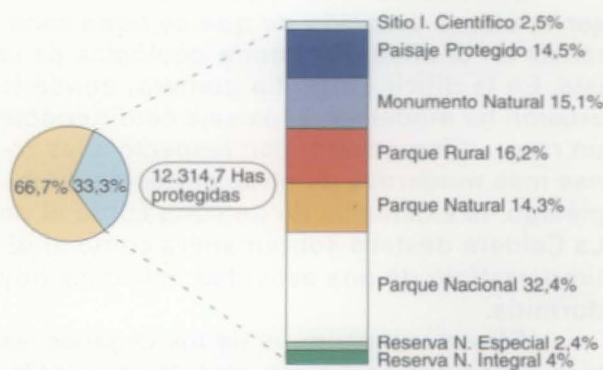 Sitio I. Científico 2,5%
Paisaje Protegido 14,5%
Monumento Natural 15,1%
Parque Rural 16,2%
66,7% 33,3%
12.314,7 Has
protegidas
Parque Natural 14,3%
Parque Nacional 32,4%
Reserva N. Especial 2,4%
Reserva N. Integral 4%